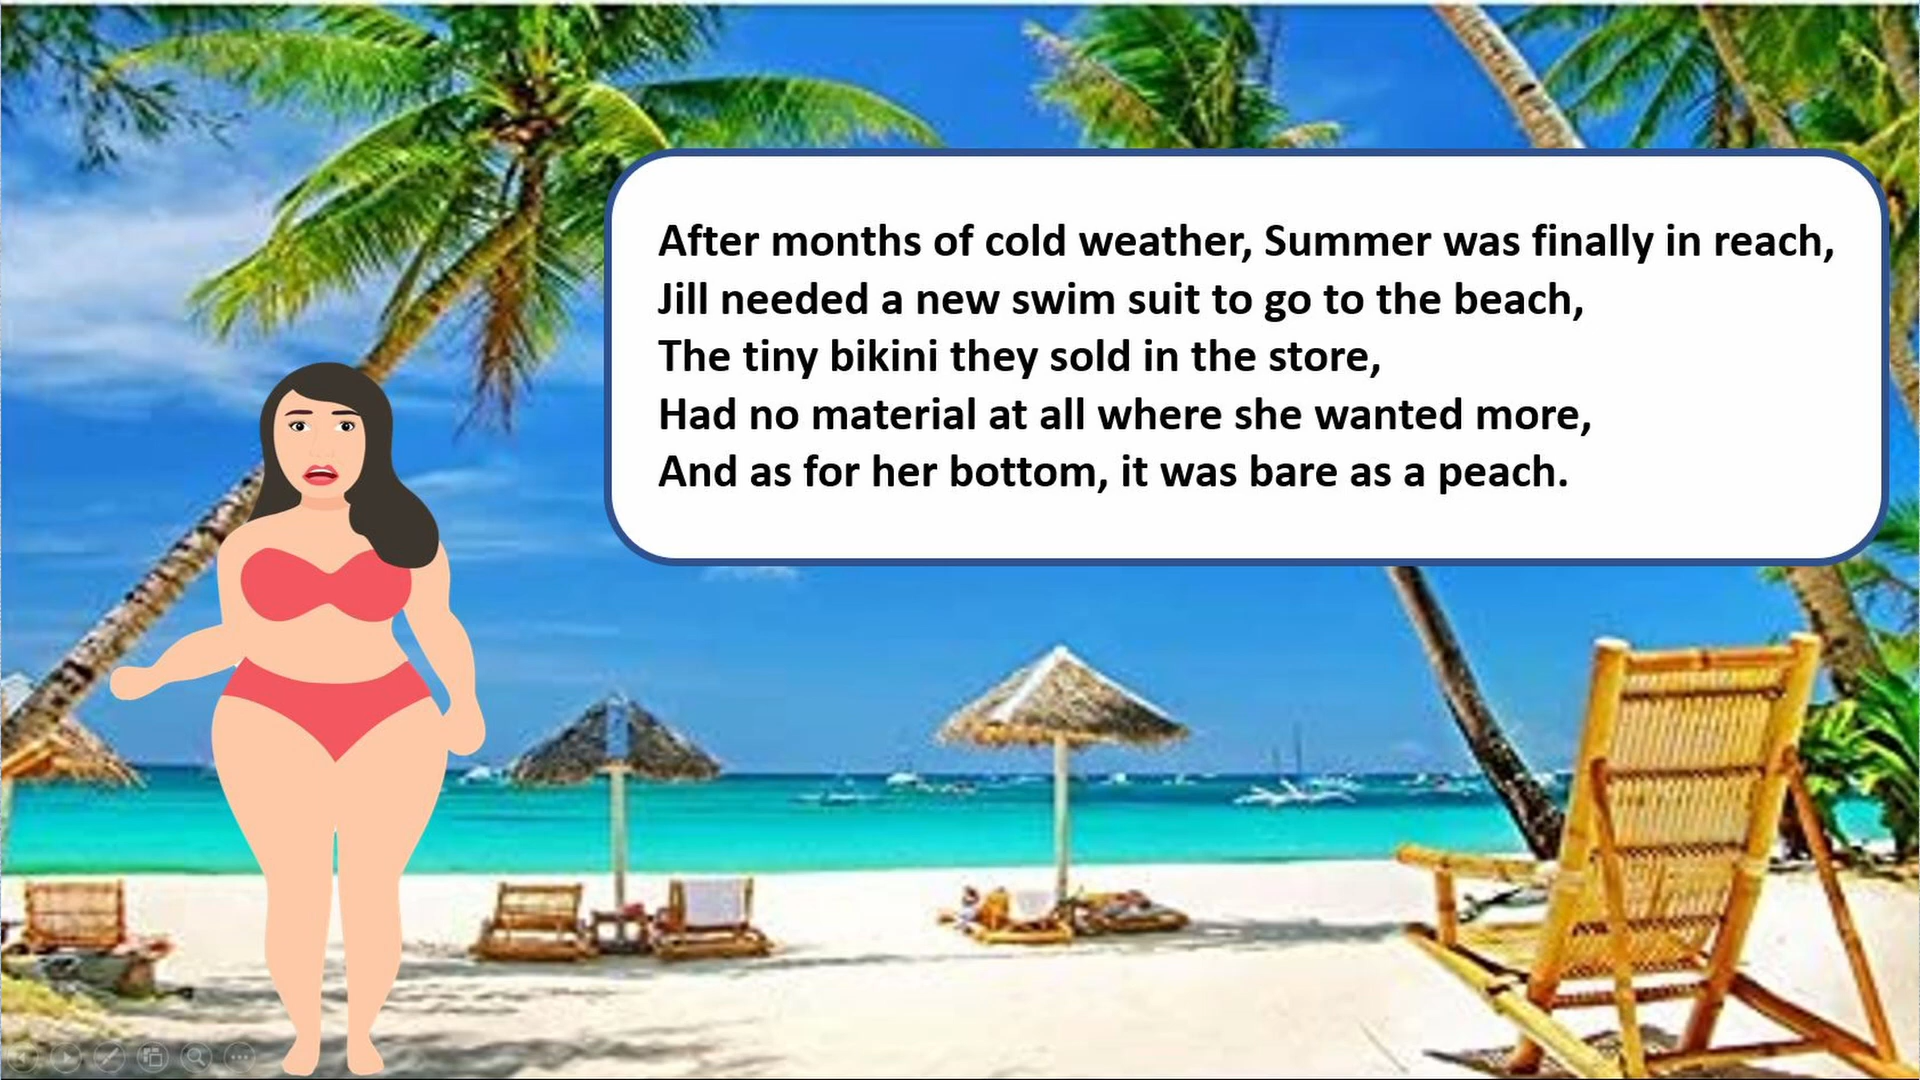 After months of cold weather, Summer was finally in reach,
Jill needed a new swim suit to go to the beach,
The tiny bikini they sold in the store,
Had no material at all where she wanted more,
And as for her bottom, it was bare as a peach.